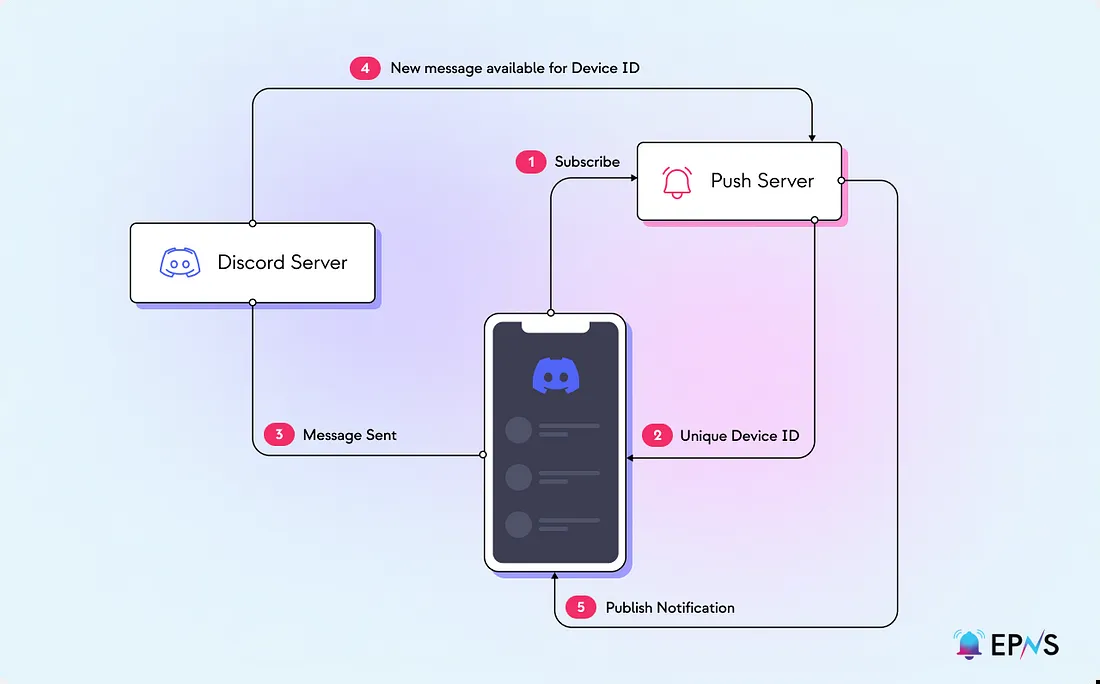 4 New message available for Device ID
1 Subscribe
Push Server
Discord Server
3 Message Sent
2 Unique Device ID
5 Publish Notification
EPNS